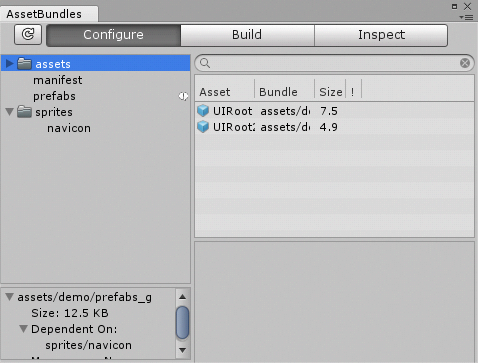 AssetBundles
Configure Build Inspect
assets
manifest
prefabs
sprites
navicon
Asset Bundle Size !
UIRoot assets/de 7.5
UIRoot2 assets/de 4.9
assets/demo/prefabs_g
Size: 12.5 KB
Dependent On:
sprites/navicon